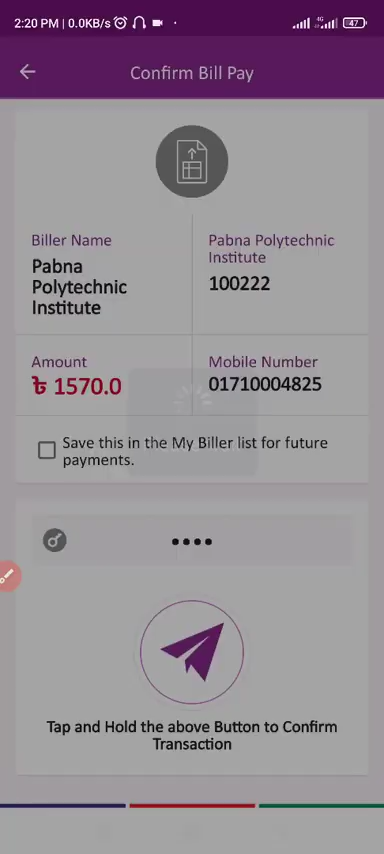 2:20 PM | 0.0KB/s
4G
47
Confirm Bill Pay
Biller Name
Pabna
Polytechnic
Institute
Pabna Polytechnic
Institute
100222
Amount
৳ 1570.0
Mobile Number
01710004825
Save this in the My Biller list for future
payments.
••••
Tap and Hold the above Button to Confirm
Transaction